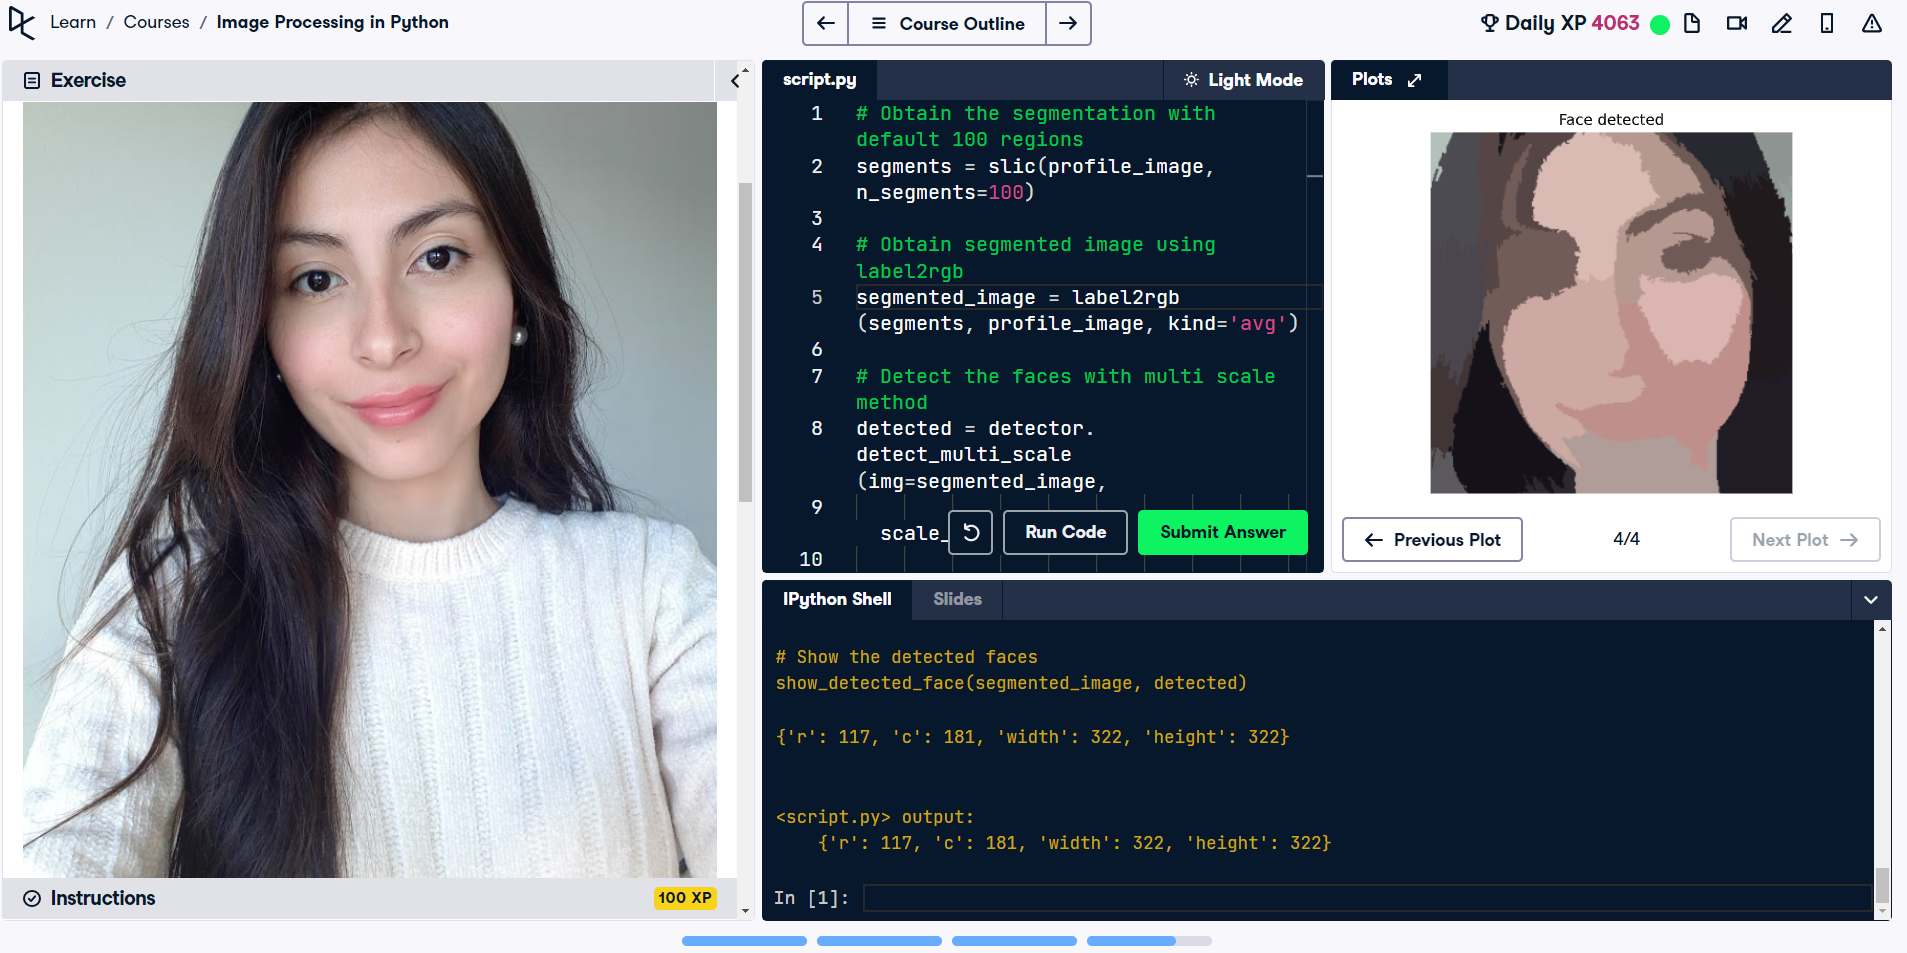 Learn / Courses / Image Processing in Python
Course Outline
Daily XP 4063
Exercise
Instructions
100 XP
script.py
Light Mode
1 # Obtain the segmentation with
default 100 regions
2 segments = slic(profile_image,
n_segments=100)
3
4 # Obtain segmented image using
label2rgb
5 segmented_image = label2rgb
(segments, profile_image, kind='avg')
6
7 # Detect the faces with multi scale
method
8 detected = detector.
detect_multi_scale
(img=segmented_image,
9
scale_
10
Run Code
Submit Answer
Plots
Face detected
Previous Plot
4/4
Next Plot
IPython Shell
Slides
# Show the detected faces
show_detected_face(segmented_image, detected)
{'r': 117, 'c': 181, 'width': 322, 'height': 322}
<script.py> output:
{'r': 117, 'c': 181, 'width': 322, 'height': 322}
In [1]: